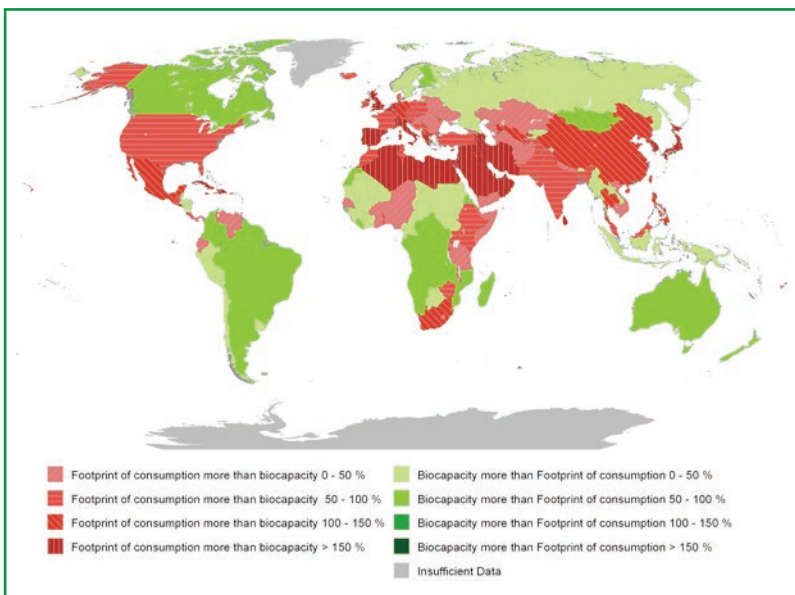 Footprint of consumption more than biocapacity 0 - 50 %
Footprint of consumption more than biocapacity 50 - 100 %
Footprint of consumption more than biocapacity 100 - 150 %
Footprint of consumption more than biocapacity > 150 %
Biocapacity more than Footprint of consumption 0 - 50 %
Biocapacity more than Footprint of consumption 50 - 100 %
Biocapacity more than Footprint of consumption 100 - 150 %
Biocapacity more than Footprint of consumption > 150 %
Insufficient Data